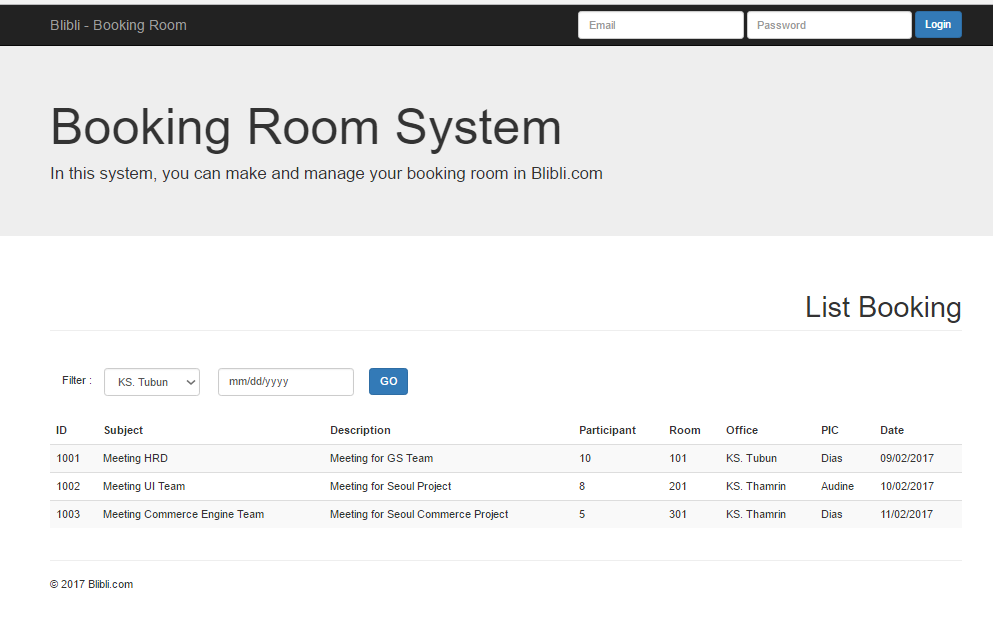 Blibli - Booking Room Email Password Login
Booking Room System
In this system, you can make and manage your booking room in Blibli.com
List Booking
Filter : KS. Tubun mm/dd/yyyy GO
ID Subject Description Participant Room Office PIC Date
1001 Meeting HRD Meeting for GS Team 10 101 KS. Tubun Dias 09/02/2017
1002 Meeting UI Team Meeting for Seoul Project 8 201 KS. Thamrin Audine 10/02/2017
1003 Meeting Commerce Engine Team Meeting for Seoul Commerce Project 5 301 KS. Thamrin Dias 11/02/2017
© 2017 Blibli.com